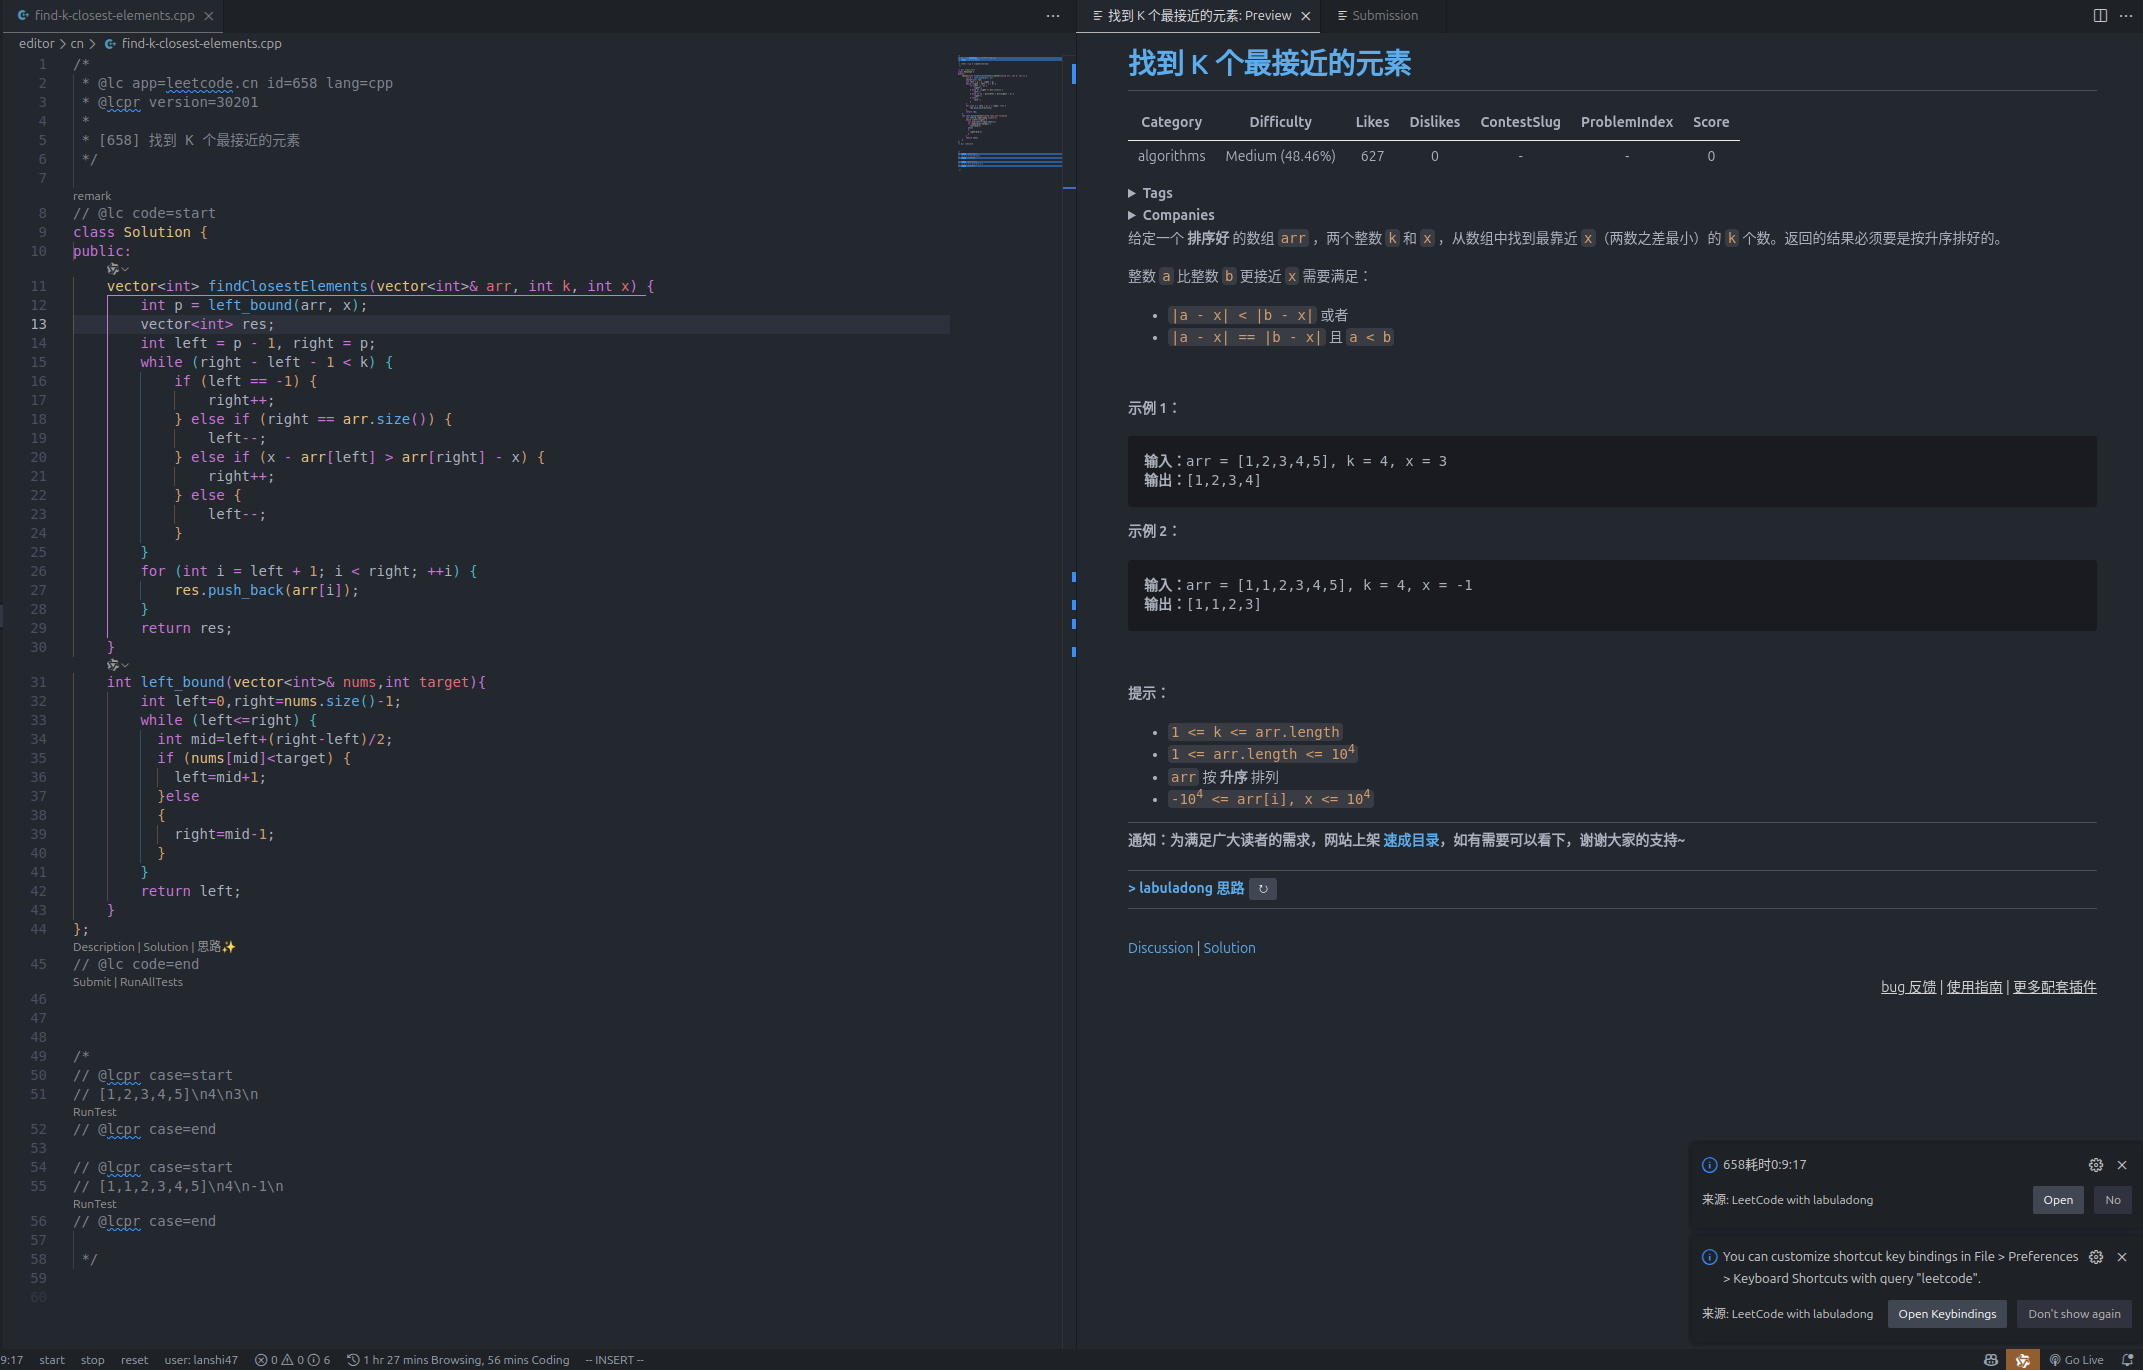 find-k-closest-elements.cpp
editor > cn > find-k-closest-elements.cpp
1 /*
2  * @lc app=leetcode.cn id=658 lang=cpp
3  * @lcpr version=30201
4  *
5  * [658] 找到 K 个最接近的元素
6  */
7
remark
8 // @lc code=start
9 class Solution {
10 public:
11     vector<int> findClosestElements(vector<int>& arr, int k, int x) {
12         int p = left_bound(arr, x);
13         vector<int> res;
14         int left = p - 1, right = p;
15         while (right - left - 1 < k) {
16             if (left == -1) {
17                 right++;
18             } else if (right == arr.size()) {
19                 left--;
20             } else if (x - arr[left] > arr[right] - x) {
21                 right++;
22             } else {
23                 left--;
24             }
25         }
26         for (int i = left + 1; i < right; ++i) {
27             res.push_back(arr[i]);
28         }
29         return res;
30     }
31     int left_bound(vector<int>& nums,int target){
32         int left=0,right=nums.size()-1;
33         while (left<=right) {
34           int mid=left+(right-left)/2;
35           if (nums[mid]<target) {
36             left=mid+1;
37           }else
38           {
39             right=mid-1;
40           }
41         }
42         return left;
43     }
44 };
Description | Solution | 思路✨
45 // @lc code=end
Submit | RunAllTests
46
47
48
49 /*
50 // @lcpr case=start
51 // [1,2,3,4,5]\n4\n3\n
RunTest
52 // @lcpr case=end
53
54 // @lcpr case=start
55 // [1,1,2,3,4,5]\n4\n-1\n
RunTest
56 // @lcpr case=end
57
58  */
59
60
找到 K 个最接近的元素: Preview
Submission
找到 K 个最接近的元素
Category Difficulty Likes Dislikes ContestSlug ProblemIndex Score
algorithms Medium (48.46%) 627 0 - - 0
▶ Tags
▶ Companies
给定一个 排序好 的数组 arr ，两个整数 k 和 x ，从数组中找到最靠近 x（两数之差最小）的 k 个数。返回的结果必须要是按升序排好的。
整数 a 比整数 b 更接近 x 需要满足：
• |a - x| < |b - x| 或者
• |a - x| == |b - x| 且 a < b
示例 1：
输入：arr = [1,2,3,4,5], k = 4, x = 3
输出：[1,2,3,4]
示例 2：
输入：arr = [1,1,2,3,4,5], k = 4, x = -1
输出：[1,1,2,3]
提示：
• 1 <= k <= arr.length
• 1 <= arr.length <= 10⁴
• arr 按 升序 排列
• -10⁴ <= arr[i], x <= 10⁴
通知：为满足广大读者的需求，网站上架 速成目录，如有需要可以看下，谢谢大家的支持~
> labuladong 思路 ↻
Discussion | Solution
bug 反馈 | 使用指南 | 更多配套插件
658耗时0:9:17
来源: LeetCode with labuladong
Open
No
You can customize shortcut key bindings in File > Preferences
> Keyboard Shortcuts with query "leetcode".
来源: LeetCode with labuladong
Open Keybindings
Don't show again
9:17 start stop reset user: lanshi47 0 0 6 1 hr 27 mins Browsing, 56 mins Coding -- INSERT --
Go Live